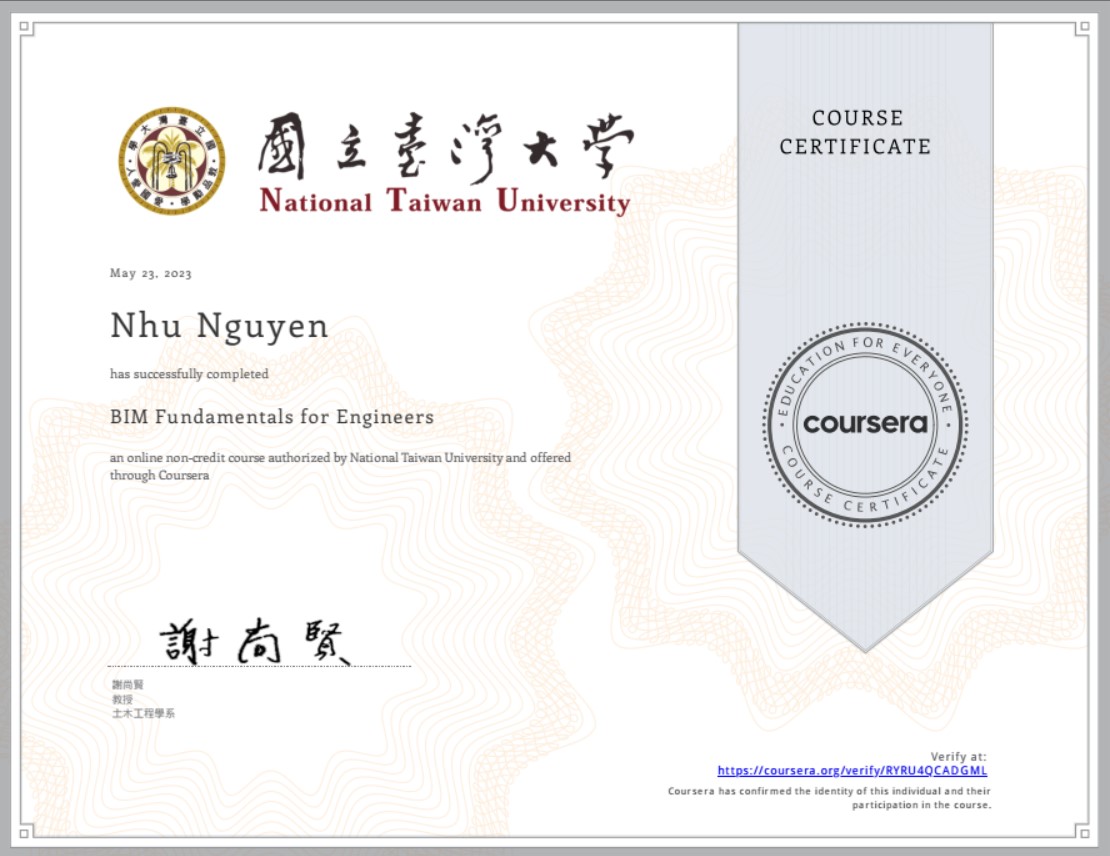 國立臺灣大學
National Taiwan University
COURSE
CERTIFICATE
May 23, 2023
Nhu Nguyen
has successfully completed
BIM Fundamentals for Engineers
an online non-credit course authorized by National Taiwan University and offered
through Coursera
EDUCATION FOR EVERYONE
coursera
COURSE CERTIFICATE
謝尚賢
謝尚賢
教授
土木工程學系
Verify at:
https://coursera.org/verify/RYRU4QCADGML
Coursera has confirmed the identity of this individual and their
participation in the course.